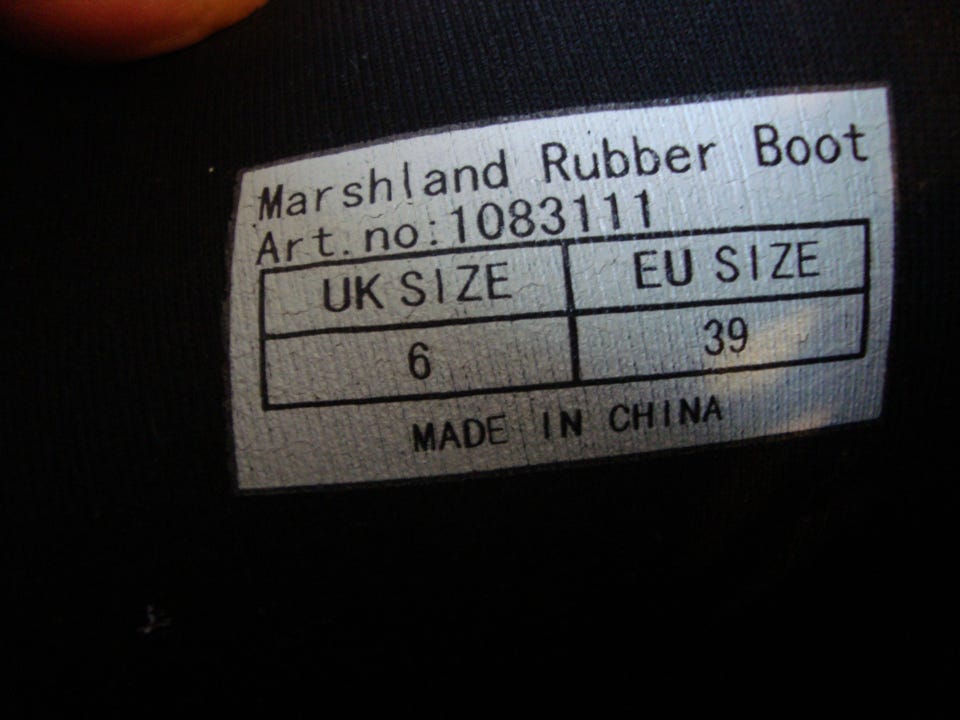 Marshland Rubber Boot
Art.no:1083111
UK SIZE EU SIZE
6 39
MADE IN CHINA